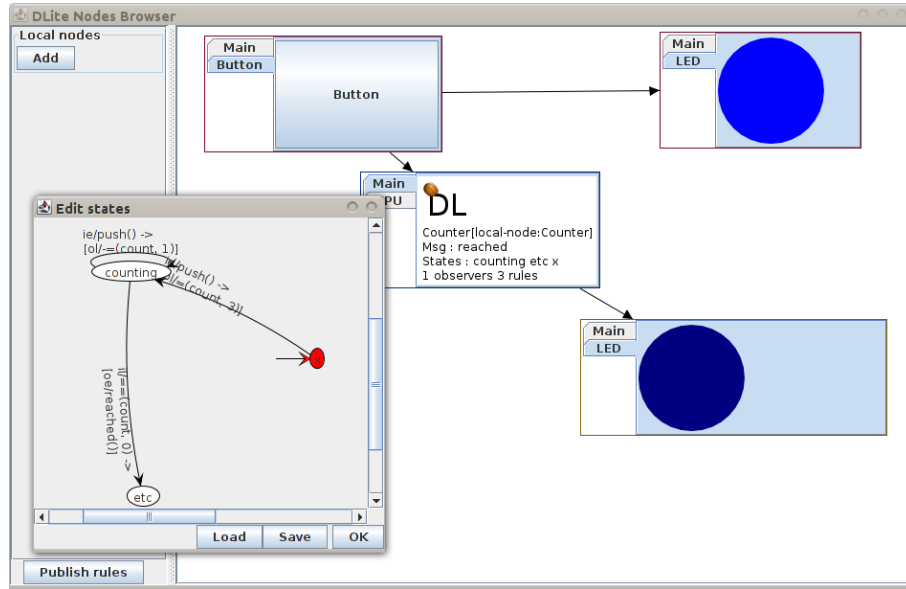 DLite Nodes Browser
Local nodes
Add
Main
Button
Button
Main
LED
Main
PU
DL
Counter[local-node:Counter]
Msg : reached
States : counting etc x
1 observers 3 rules
Main
LED
Edit states
ie/push() ->
[ol/-=(count, 1)]
counting
ie/push() ->
[ol/=(count, 3)]
x
il/==(count, 0) ->
[oe/reached()]
etc
Load
Save
OK
Publish rules